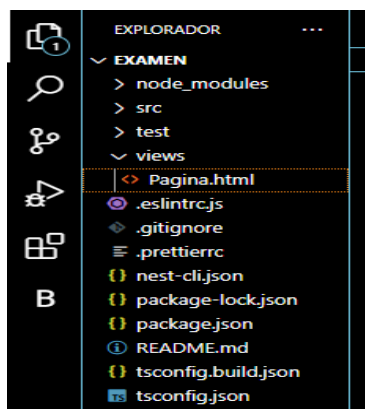 EXPLORADOR ...
EXAMEN
node_modules
src
test
views
<> Pagina.html
.eslintrc.js
.gitignore
.prettierrc
{} nest-cli.json
{} package-lock.json
{} package.json
README.md
{} tsconfig.build.json
TS tsconfig.json
1
B